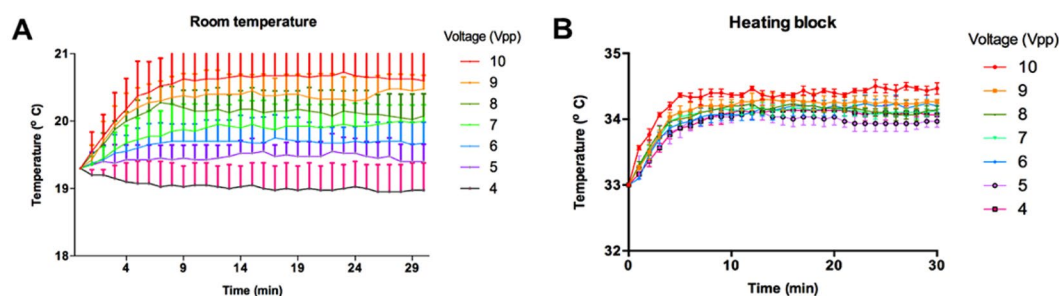 A
Room temperature
Voltage (Vpp)
10
9
8
7
6
5
4
Temperature (° C)
21
20
19
18
4 9 14 19 24 29
Time (min)
B
Heating block
Voltage (Vpp)
10
9
8
7
6
5
4
Temperature (° C)
35
34
33
32
0 10 20 30
Time (min)